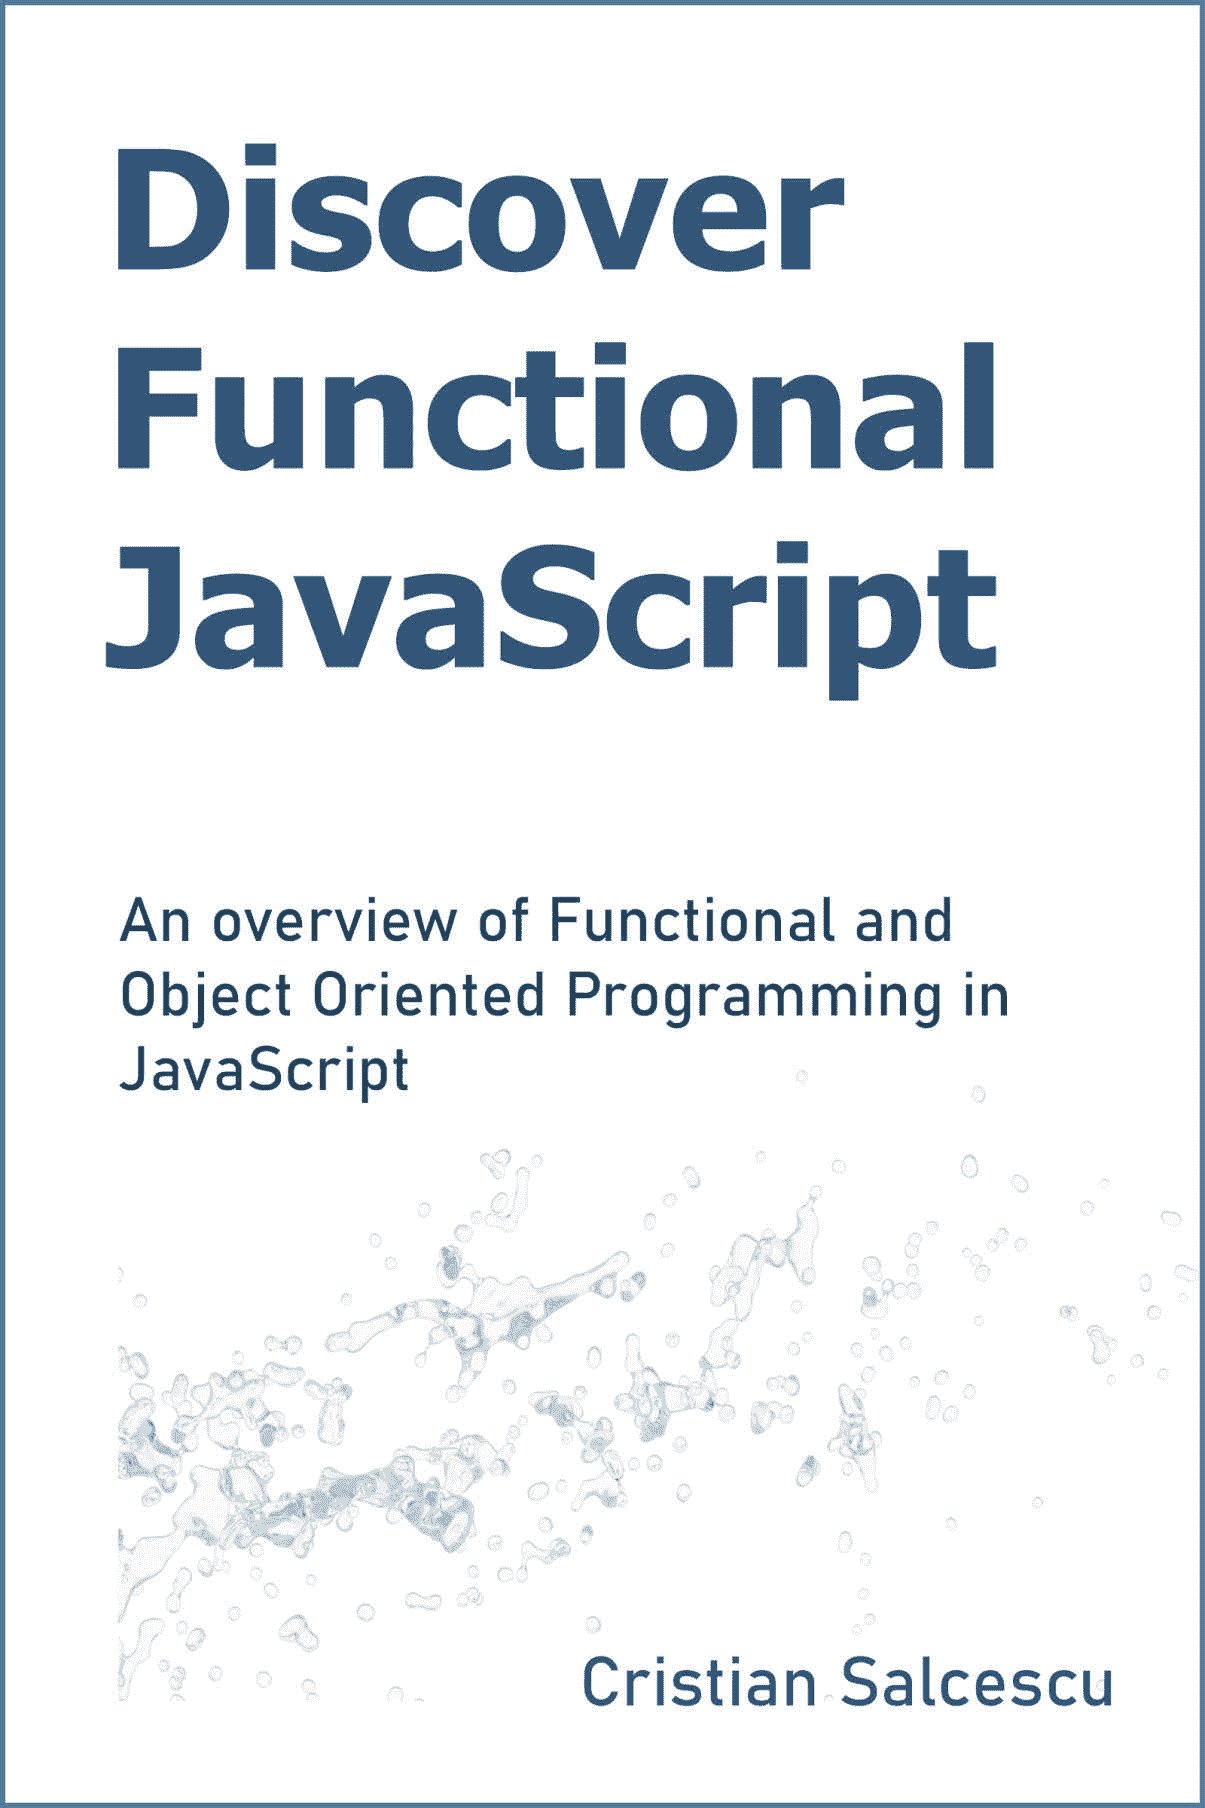 Discover
Functional
JavaScript
An overview of Functional and
Object Oriented Programming in
JavaScript
Cristian Salcescu